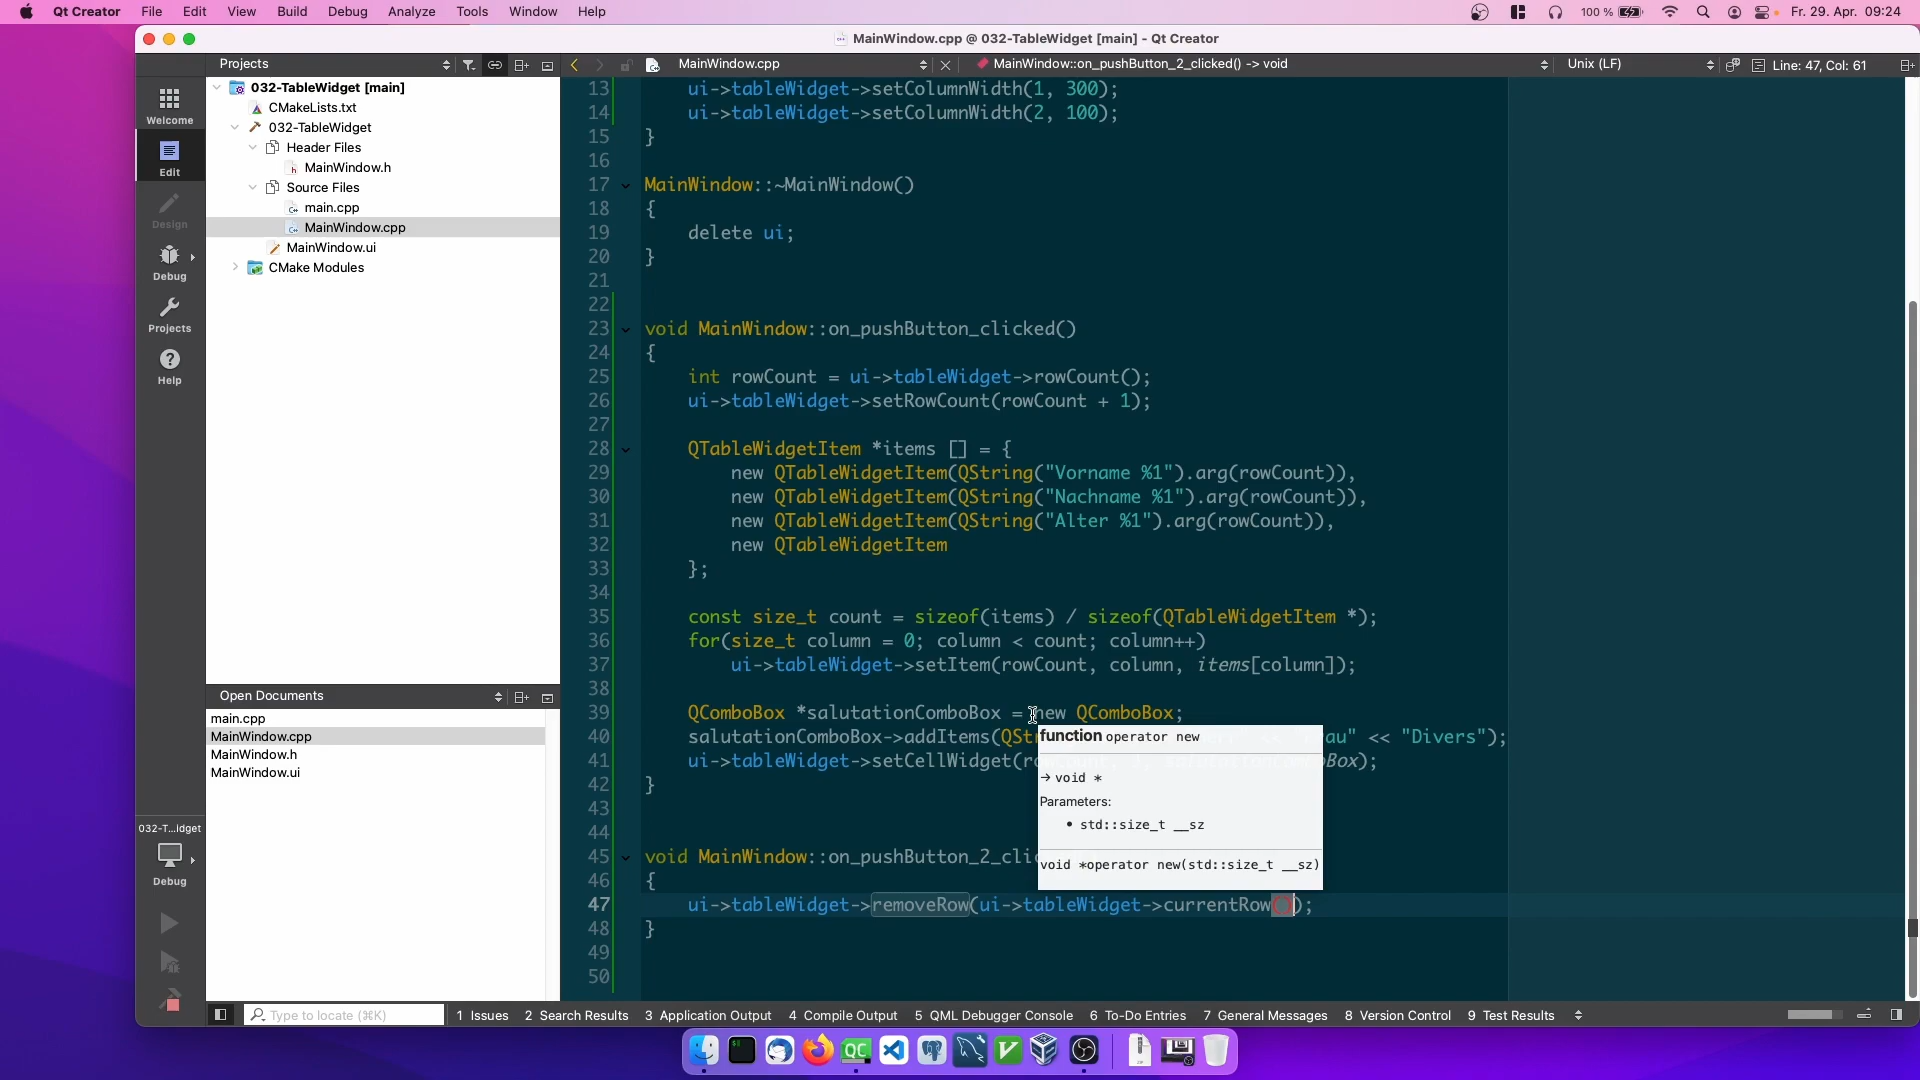 Qt Creator File Edit View Build Debug Analyze Tools Window Help 100 % Fr. 29. Apr. 09:24
MainWindow.cpp @ 032-TableWidget [main] - Qt Creator
Projects MainWindow.cpp MainWindow::on_pushButton_2_clicked() -> void Unix (LF) Line: 47, Col: 61
Welcome
Edit
Design
Debug
Projects
Help
032-T...idget
Debug
032-TableWidget [main]
CMakeLists.txt
032-TableWidget
Header Files
MainWindow.h
Source Files
main.cpp
MainWindow.cpp
MainWindow.ui
CMake Modules
Open Documents
main.cpp
MainWindow.cpp
MainWindow.h
MainWindow.ui
13 ui->tableWidget->setColumnWidth(1, 300);
14 ui->tableWidget->setColumnWidth(2, 100);
15 }
16
17 MainWindow::~MainWindow()
18 {
19 delete ui;
20 }
21
22
23 void MainWindow::on_pushButton_clicked()
24 {
25 int rowCount = ui->tableWidget->rowCount();
26 ui->tableWidget->setRowCount(rowCount + 1);
27
28 QTableWidgetItem *items [] = {
29 new QTableWidgetItem(QString("Vorname %1").arg(rowCount)),
30 new QTableWidgetItem(QString("Nachname %1").arg(rowCount)),
31 new QTableWidgetItem(QString("Alter %1").arg(rowCount)),
32 new QTableWidgetItem
33 };
34
35 const size_t count = sizeof(items) / sizeof(QTableWidgetItem *);
36 for(size_t column = 0; column < count; column++)
37 ui->tableWidget->setItem(rowCount, column, items[column]);
38
39 QComboBox *salutationComboBox = new QComboBox;
40 salutationComboBox->addItems(QStr au" << "Divers");
41 ui->tableWidget->setCellWidget(ro Box);
42 }
43
44
45 void MainWindow::on_pushButton_2_cli
46 {
47 ui->tableWidget->removeRow(ui->tableWidget->currentRow());
48 }
49
50
function operator new
→ void *
Parameters:
• std::size_t __sz
void *operator new(std::size_t __sz)
Type to locate (⌘K) 1 Issues 2 Search Results 3 Application Output 4 Compile Output 5 QML Debugger Console 6 To-Do Entries 7 General Messages 8 Version Control 9 Test Results
QC